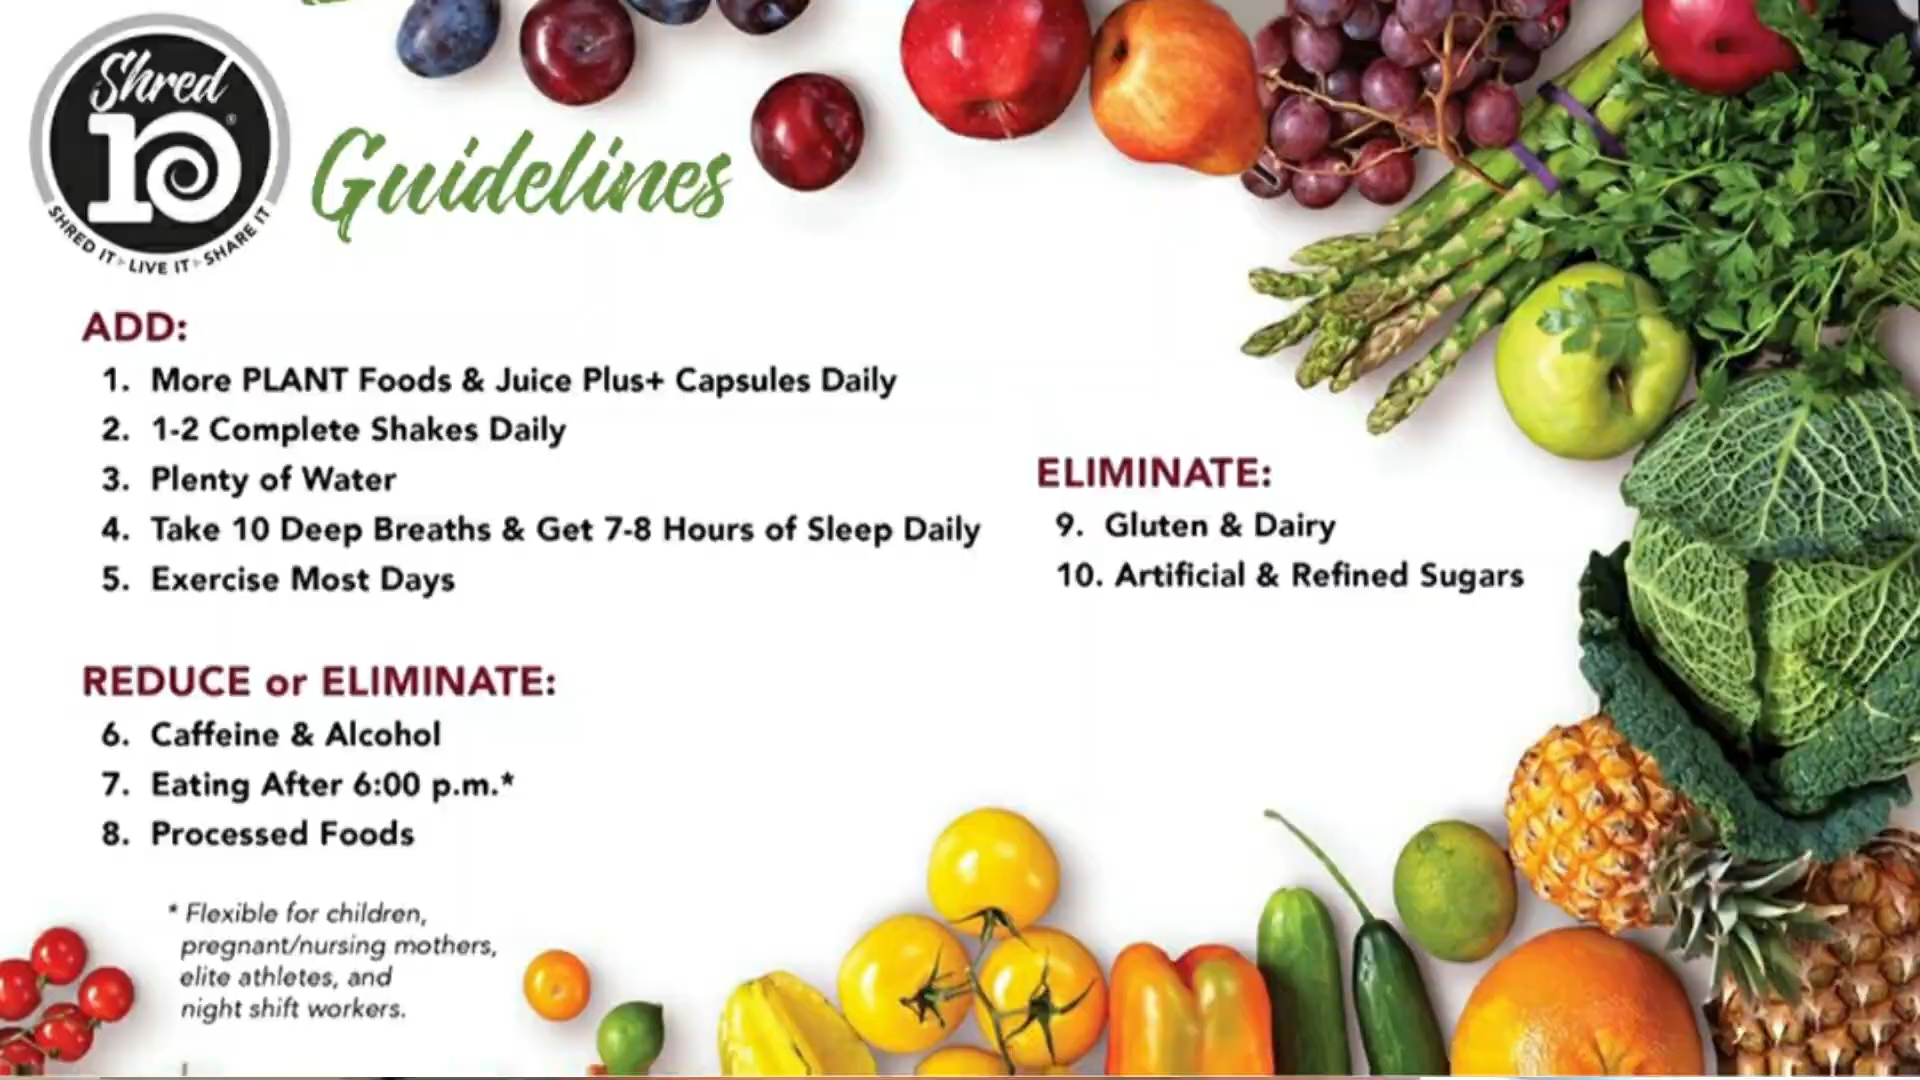 Shred
10®
SHRED IT ▸ LIVE IT ▸ SHARE IT
Guidelines
ADD:
1. More PLANT Foods & Juice Plus+ Capsules Daily
2. 1-2 Complete Shakes Daily
3. Plenty of Water
4. Take 10 Deep Breaths & Get 7-8 Hours of Sleep Daily
5. Exercise Most Days
REDUCE or ELIMINATE:
6. Caffeine & Alcohol
7. Eating After 6:00 p.m.*
8. Processed Foods
* Flexible for children,
pregnant/nursing mothers,
elite athletes, and
night shift workers.
ELIMINATE:
9. Gluten & Dairy
10. Artificial & Refined Sugars